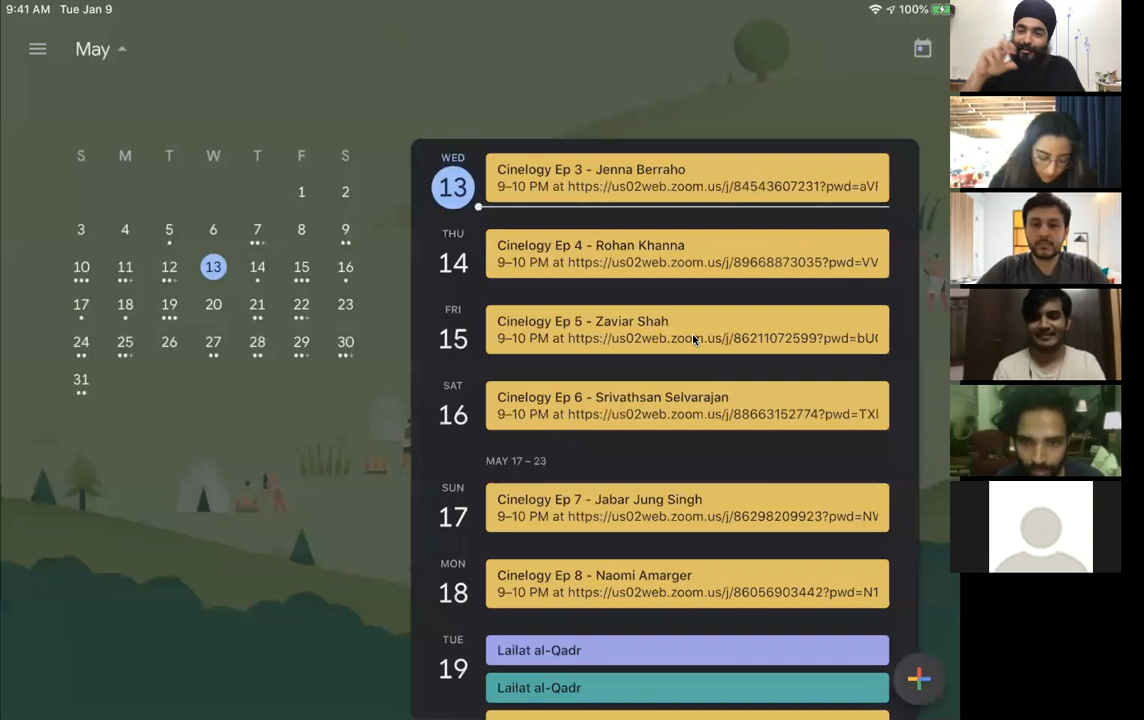 9:41 AM Tue Jan 9
100%
May
S M T W T F S
1 2
3 4 5 6 7 8 9
10 11 12 13 14 15 16
17 18 19 20 21 22 23
24 25 26 27 28 29 30
31
WED
13
Cinelogy Ep 3 - Jenna Berraho
9–10 PM at https://us02web.zoom.us/j/84543607231?pwd=aVF
THU
14
Cinelogy Ep 4 - Rohan Khanna
9–10 PM at https://us02web.zoom.us/j/89668873035?pwd=VV
FRI
15
Cinelogy Ep 5 - Zaviar Shah
9–10 PM at https://us02web.zoom.us/j/86211072599?pwd=bU
SAT
16
Cinelogy Ep 6 - Srivathsan Selvarajan
9–10 PM at https://us02web.zoom.us/j/88663152774?pwd=TX
MAY 17 – 23
SUN
17
Cinelogy Ep 7 - Jabar Jung Singh
9–10 PM at https://us02web.zoom.us/j/86298209923?pwd=NV
MON
18
Cinelogy Ep 8 - Naomi Amarger
9–10 PM at https://us02web.zoom.us/j/86056903442?pwd=N1
TUE
19
Lailat al-Qadr
Lailat al-Qadr